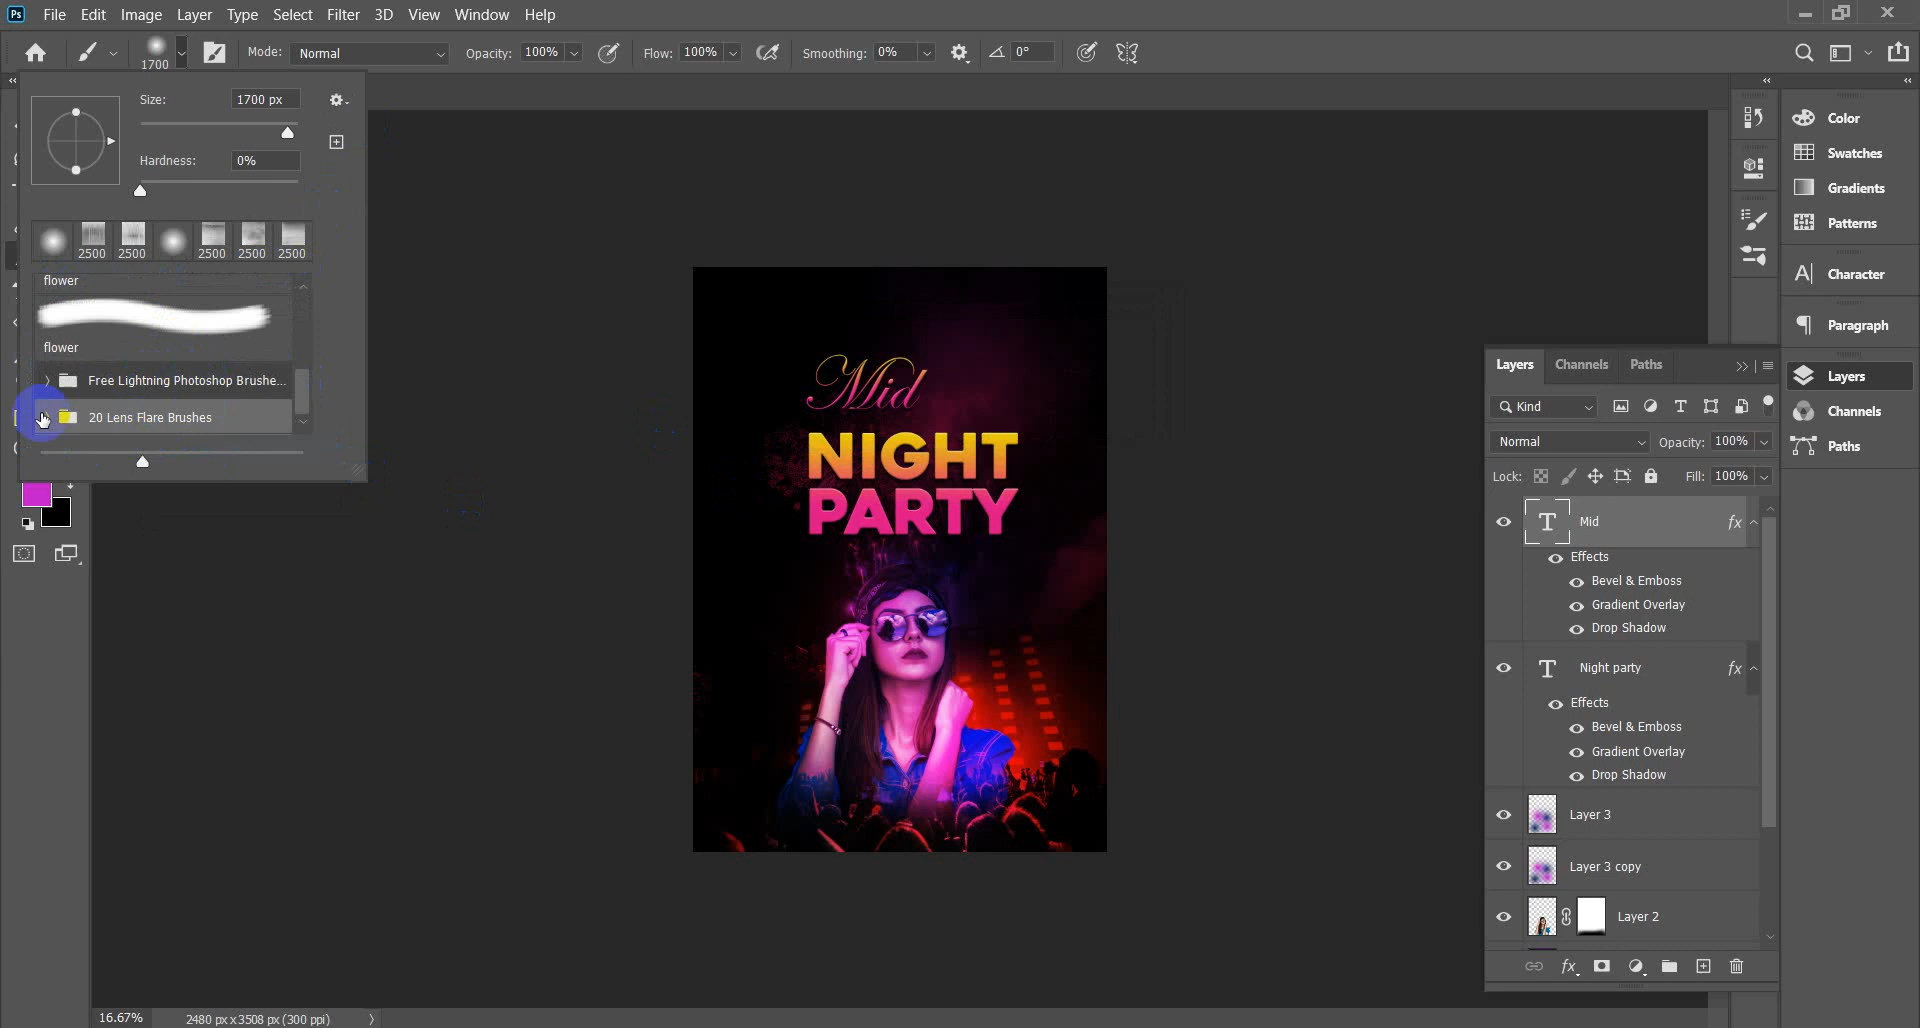 Ps File Edit Image Layer Type Select Filter 3D View Window Help
1700 Mode: Normal Opacity: 100% Flow: 100% Smoothing: 0% 0°
Size: 1700 px
Hardness: 0%
2500 2500 2500 2500 2500
flower
flower
Free Lightning Photoshop Brushe...
20 Lens Flare Brushes
Mid
NIGHT
PARTY
Color
Swatches
Gradients
Patterns
Character
Paragraph
Layers
Channels
Paths
Layers Channels Paths
Kind
Normal Opacity: 100%
Lock: Fill: 100%
T Mid fx
Effects
Bevel & Emboss
Gradient Overlay
Drop Shadow
T Night party fx
Effects
Bevel & Emboss
Gradient Overlay
Drop Shadow
Layer 3
Layer 3 copy
Layer 2
fx
16.67% 2480 px x 3508 px (300 ppi)